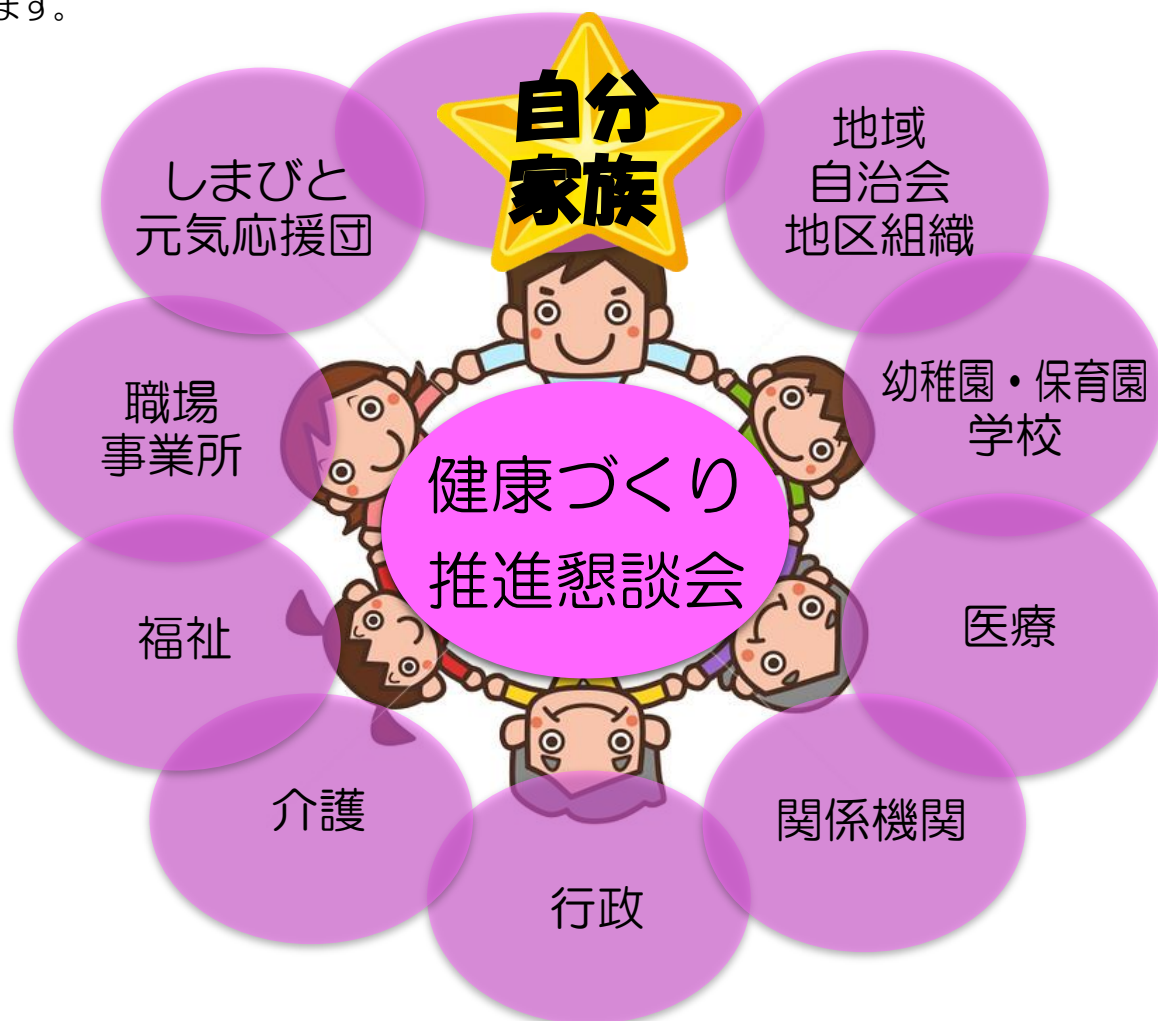 ます。
自分
家族
地域
自治会
地区組織
しまびと
元気応援団
幼稚園・保育園
学校
職場
事業所
健康づくり
推進懇談会
医療
福祉
介護
関係機関
行政